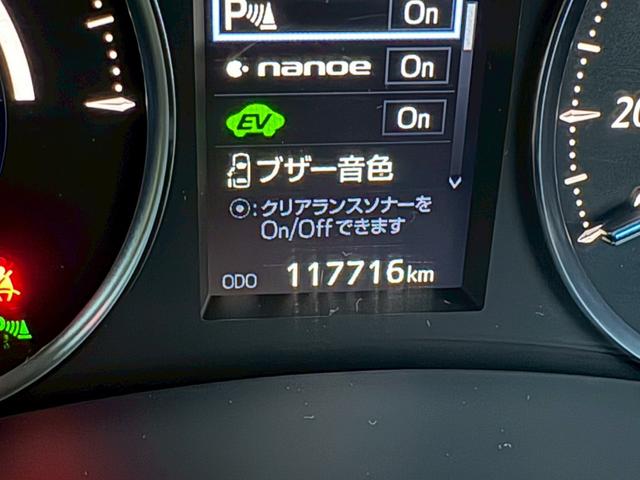 P On
nanoe On
EV On
ブザー音色
:クリアランスソナーを
On/Offできます
ODO 117716km
20